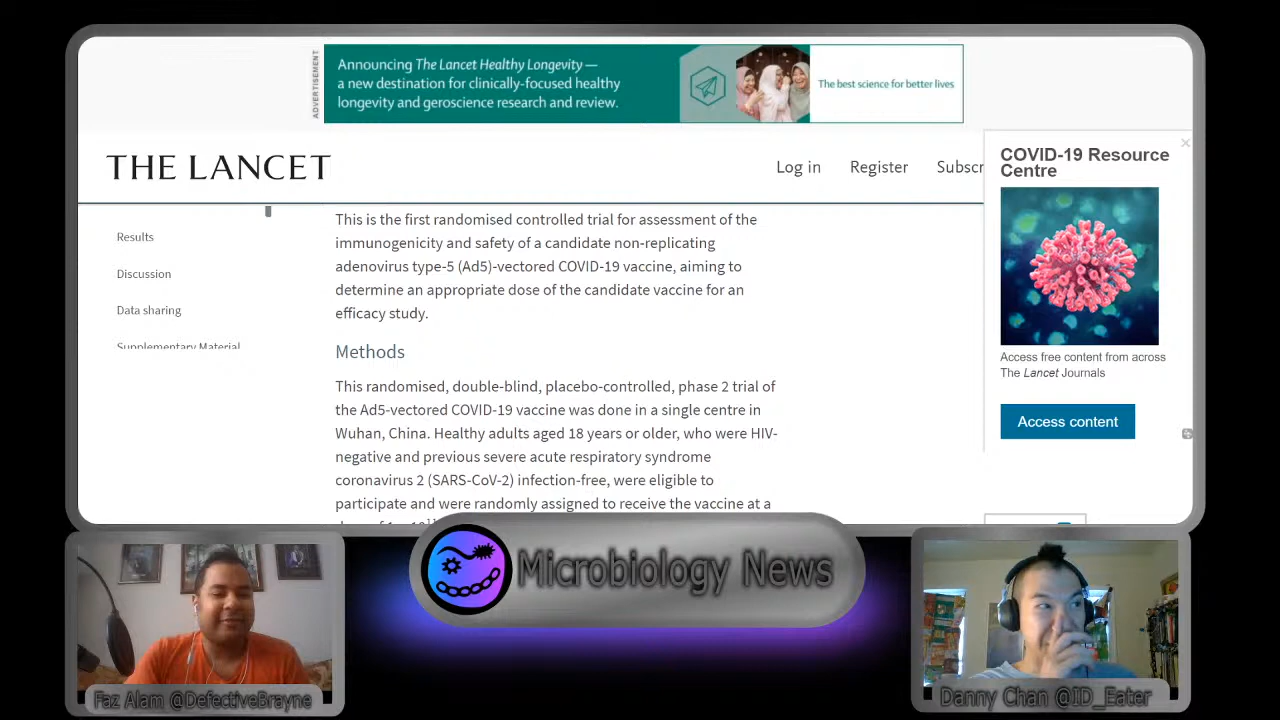 ADVERTISEMENT
Announcing The Lancet Healthy Longevity —
a new destination for clinically-focused healthy
longevity and geroscience research and review.
The best science for better lives
THE LANCET
Log in Register Subscr
COVID-19 Resource
Centre
Access free content from across
The Lancet Journals
Access content
Results
Discussion
Data sharing
Supplementary Material
This is the first randomised controlled trial for assessment of the
immunogenicity and safety of a candidate non-replicating
adenovirus type-5 (Ad5)-vectored COVID-19 vaccine, aiming to
determine an appropriate dose of the candidate vaccine for an
efficacy study.
Methods
This randomised, double-blind, placebo-controlled, phase 2 trial of
the Ad5-vectored COVID-19 vaccine was done in a single centre in
Wuhan, China. Healthy adults aged 18 years or older, who were HIV-
negative and previous severe acute respiratory syndrome
coronavirus 2 (SARS-CoV-2) infection-free, were eligible to
participate and were randomly assigned to receive the vaccine at a
Microbiology News
Faz Alam @DefectiveBrayne
Danny Chan @ID_Eater